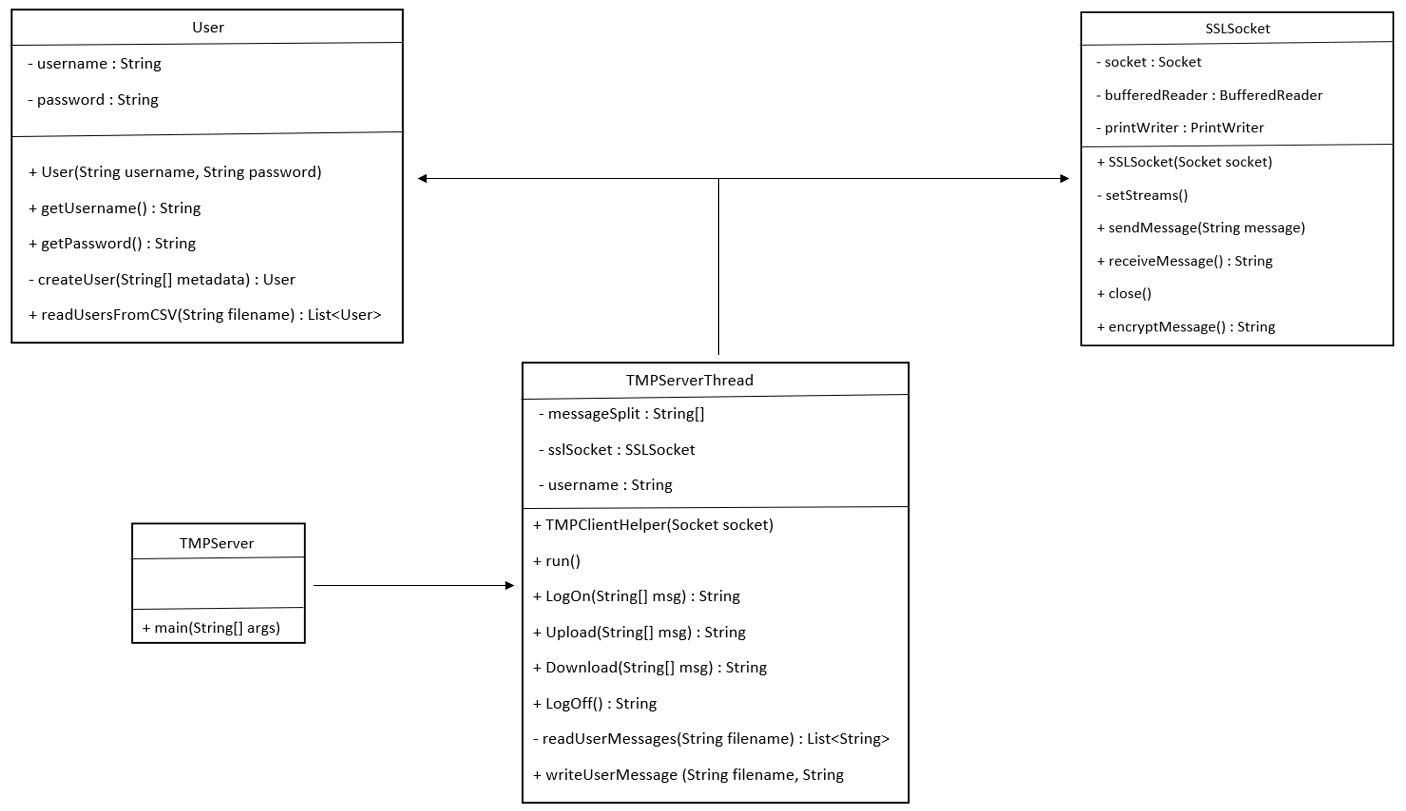 User
- username : String
- password : String
+ User(String username, String password)
+ getUsername() : String
+ getPassword() : String
- createUser(String[] metadata) : User
+ readUsersFromCSV(String filename) : List<User>
SSLSocket
- socket : Socket
- bufferedReader : BufferedReader
- printWriter : PrintWriter
+ SSLSocket(Socket socket)
- setStreams()
+ sendMessage(String message)
+ receiveMessage() : String
+ close()
+ encryptMessage() : String
TMPServer
+ main(String[] args)
TMPServerThread
- messageSplit : String[]
- sslSocket : SSLSocket
- username : String
+ TMPClientHelper(Socket socket)
+ run()
+ LogOn(String[] msg) : String
+ Upload(String[] msg) : String
+ Download(String[] msg) : String
+ LogOff() : String
- readUserMessages(String filename) : List<String>
+ writeUserMessage (String filename, String